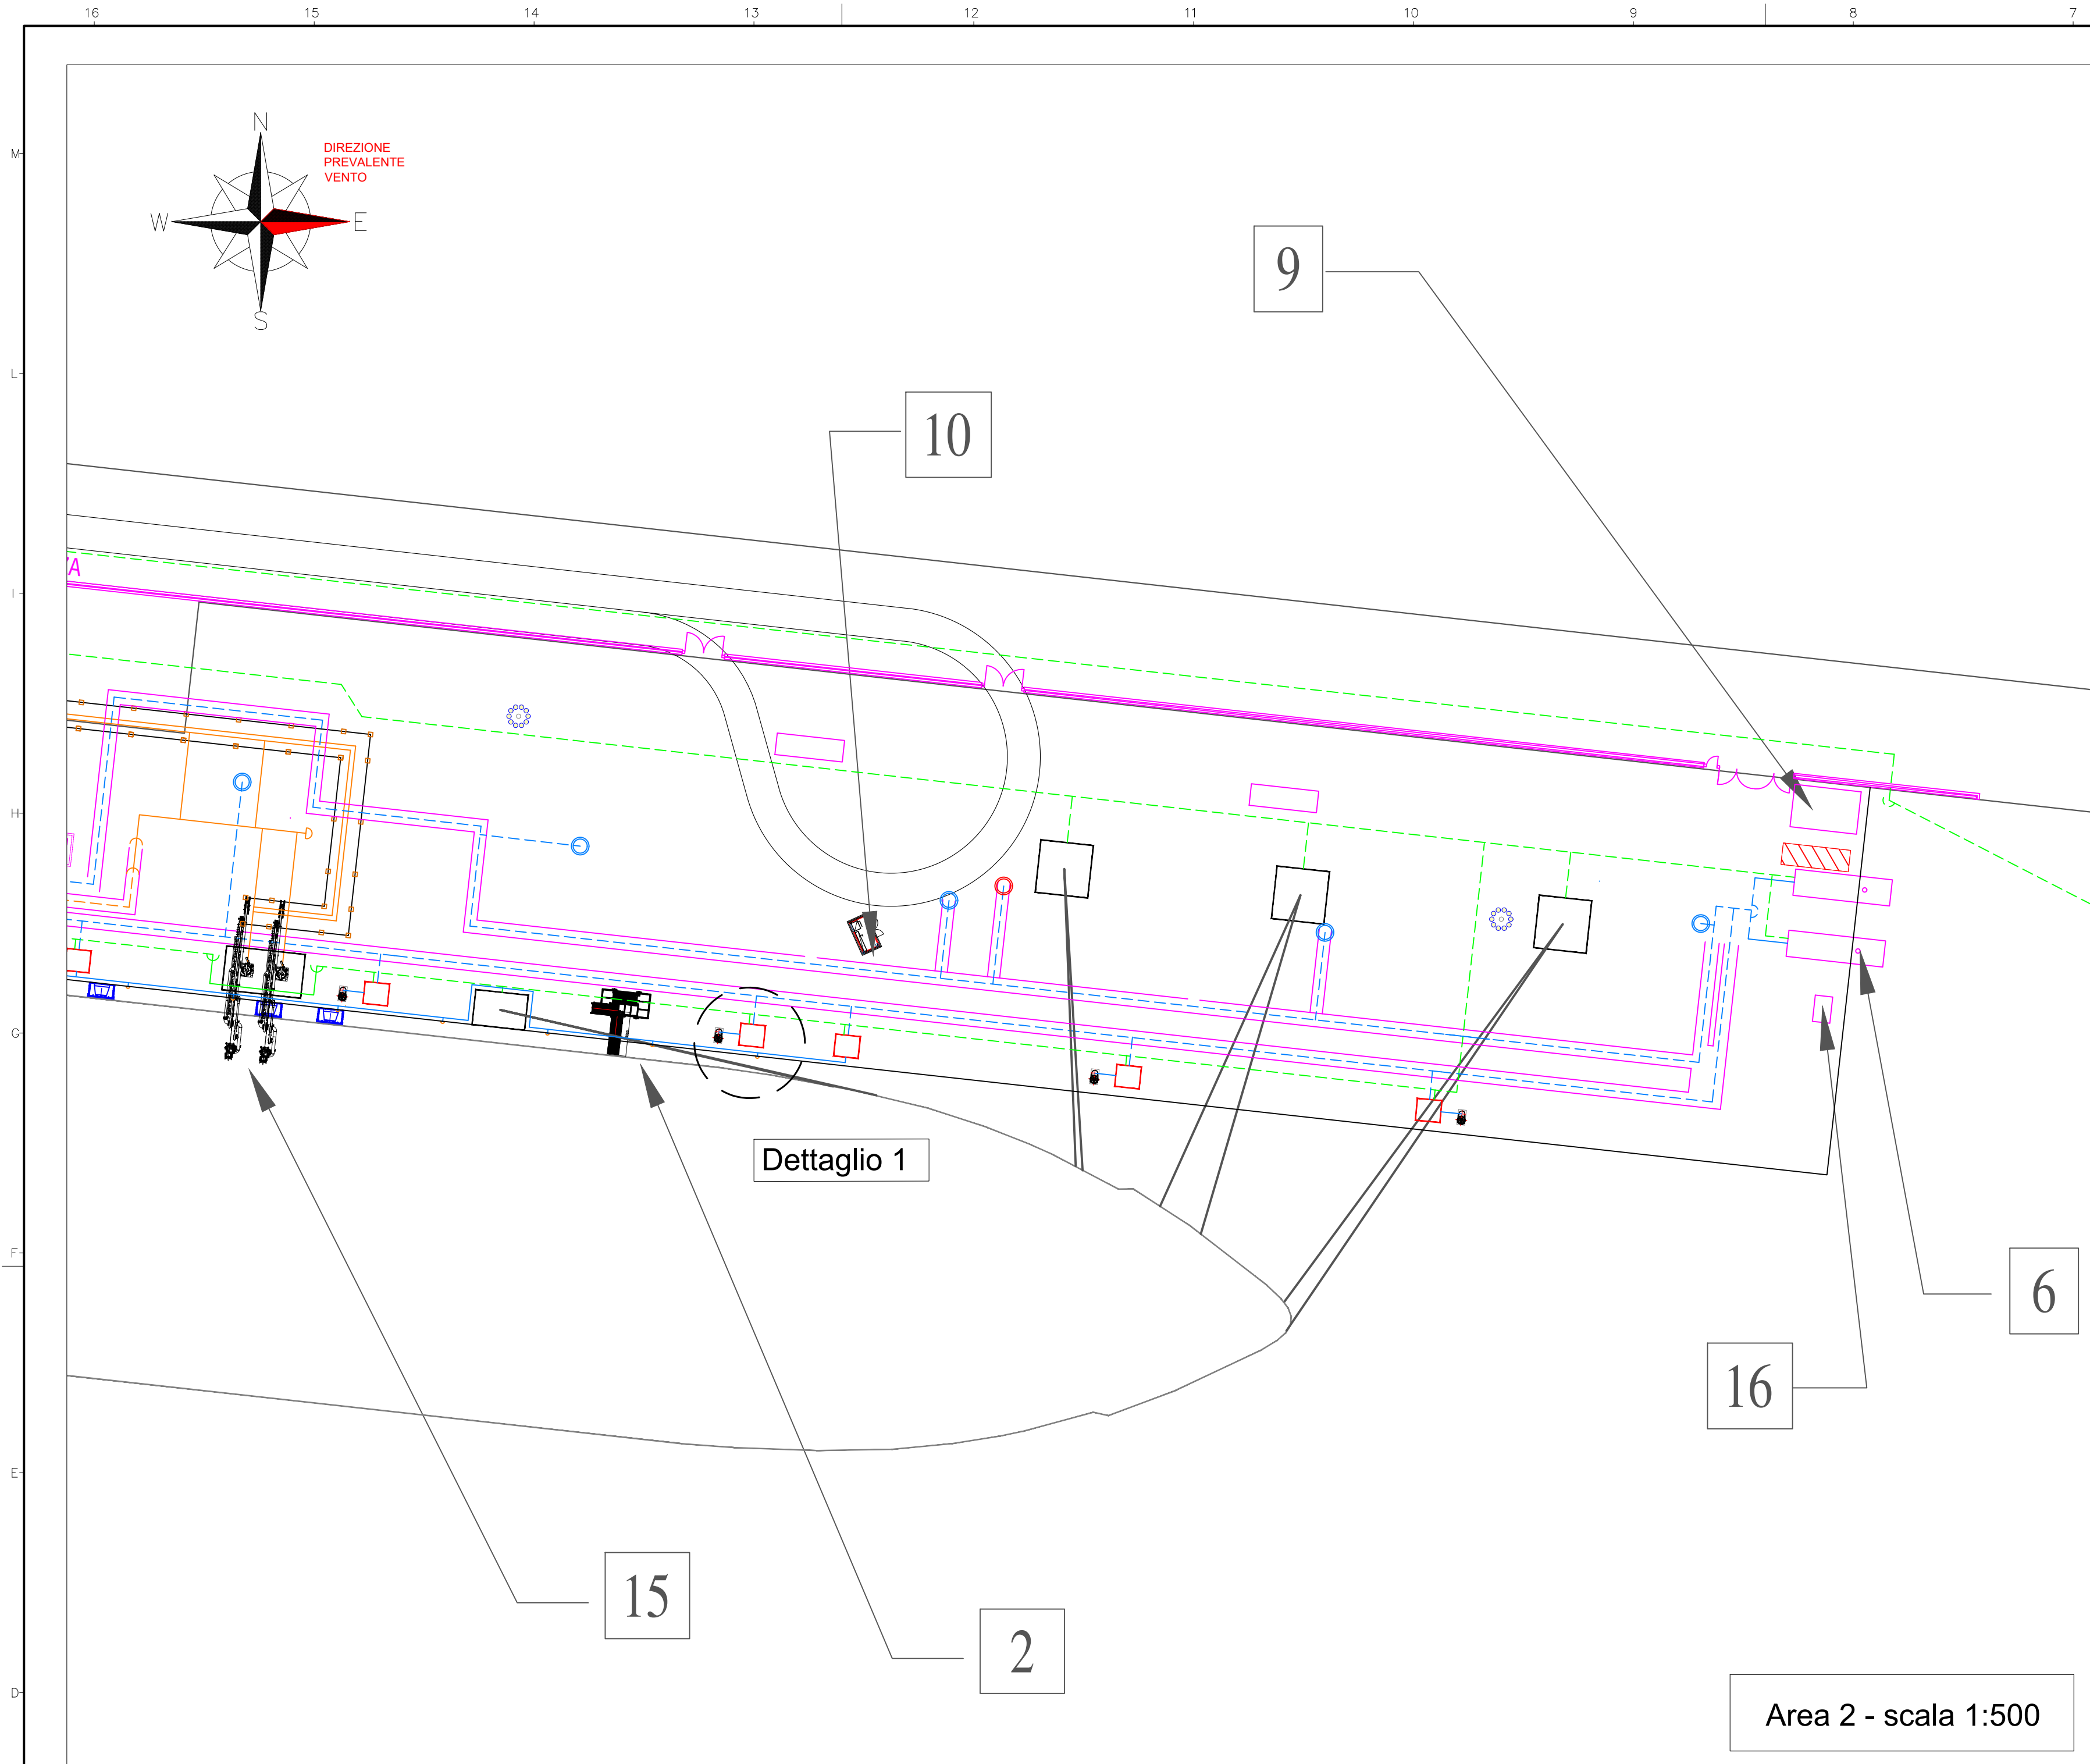 16 15 14 13 12 11 10 9 8 7
M
N
DIREZIONE
PREVALENTE
VENTO
W E
S
9
L
10
I
7A
H
G
Dettaglio 1
F
6
16
E
15
2
D
Area 2 - scala 1:500